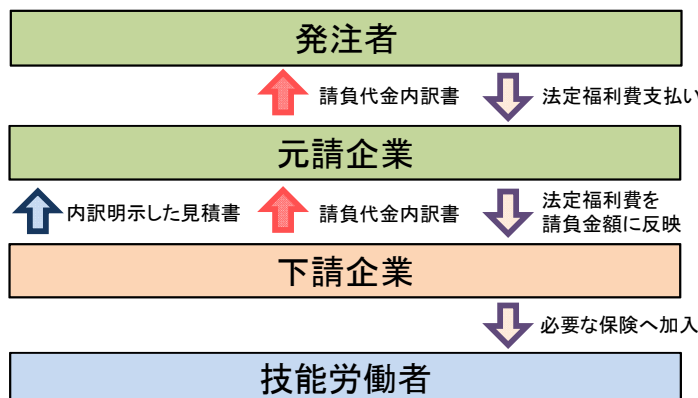 発注者
請負代金内訳書
法定福利費支払い
元請企業
内訳明示した見積書
請負代金内訳書
法定福利費を
請負金額に反映
下請企業
必要な保険へ加入
技能労働者